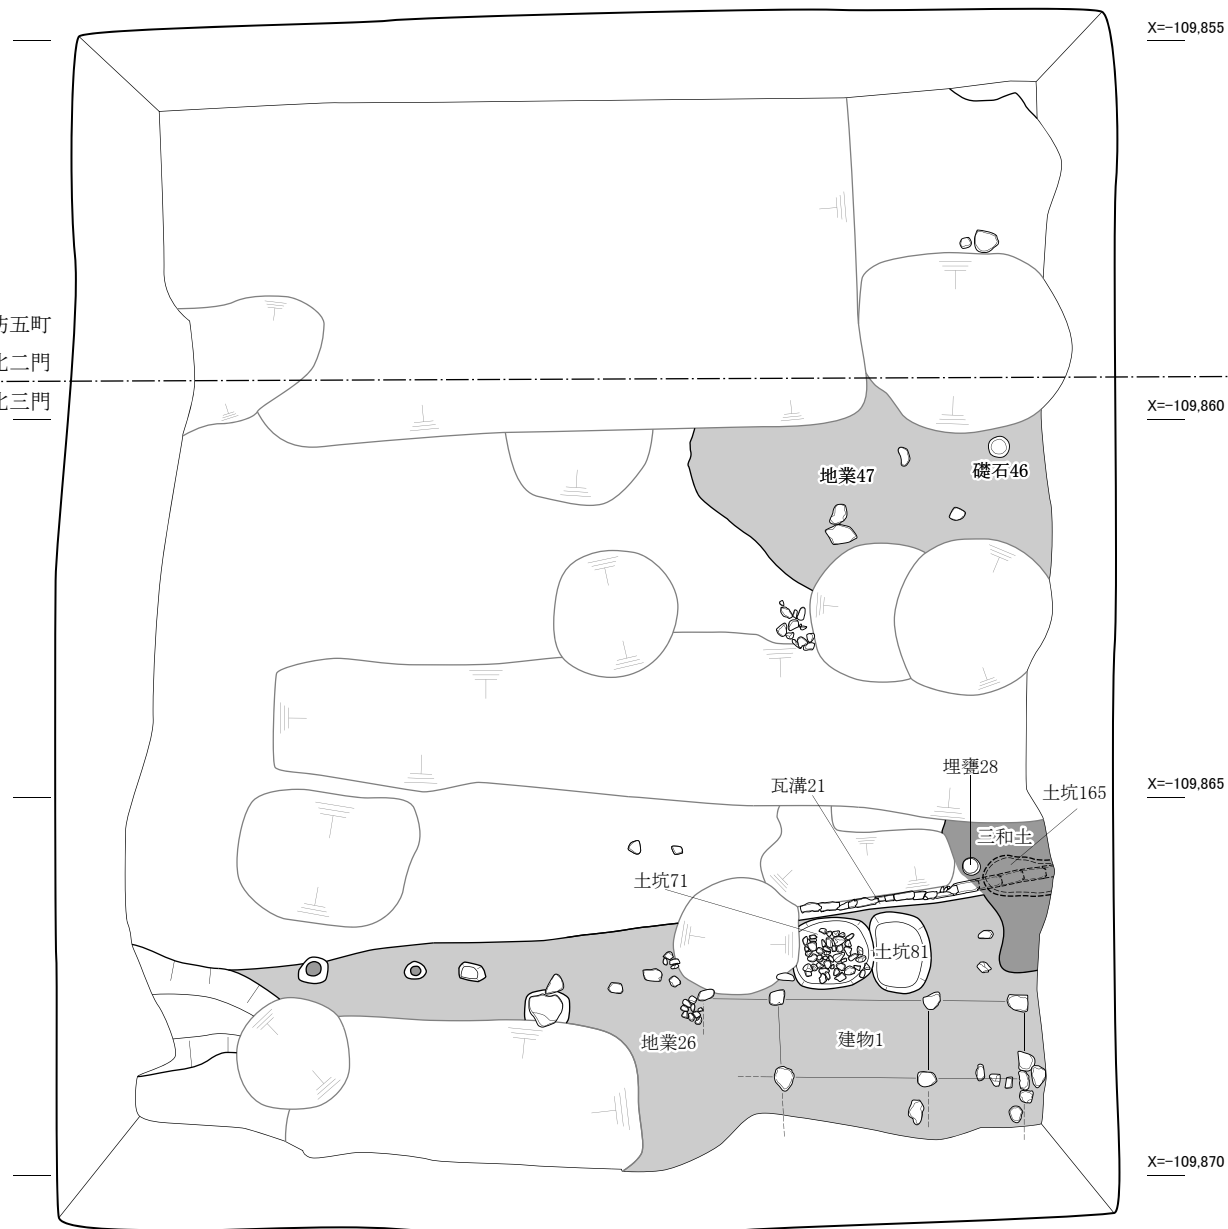 X=-109,855
五町
北二門
北三門
X=-109,860
地業47
礎石46
埋甕28
瓦溝21
土坑165
X=-109,865
三和土
土坑71
土坑81
地業26
建物1
X=-109,870